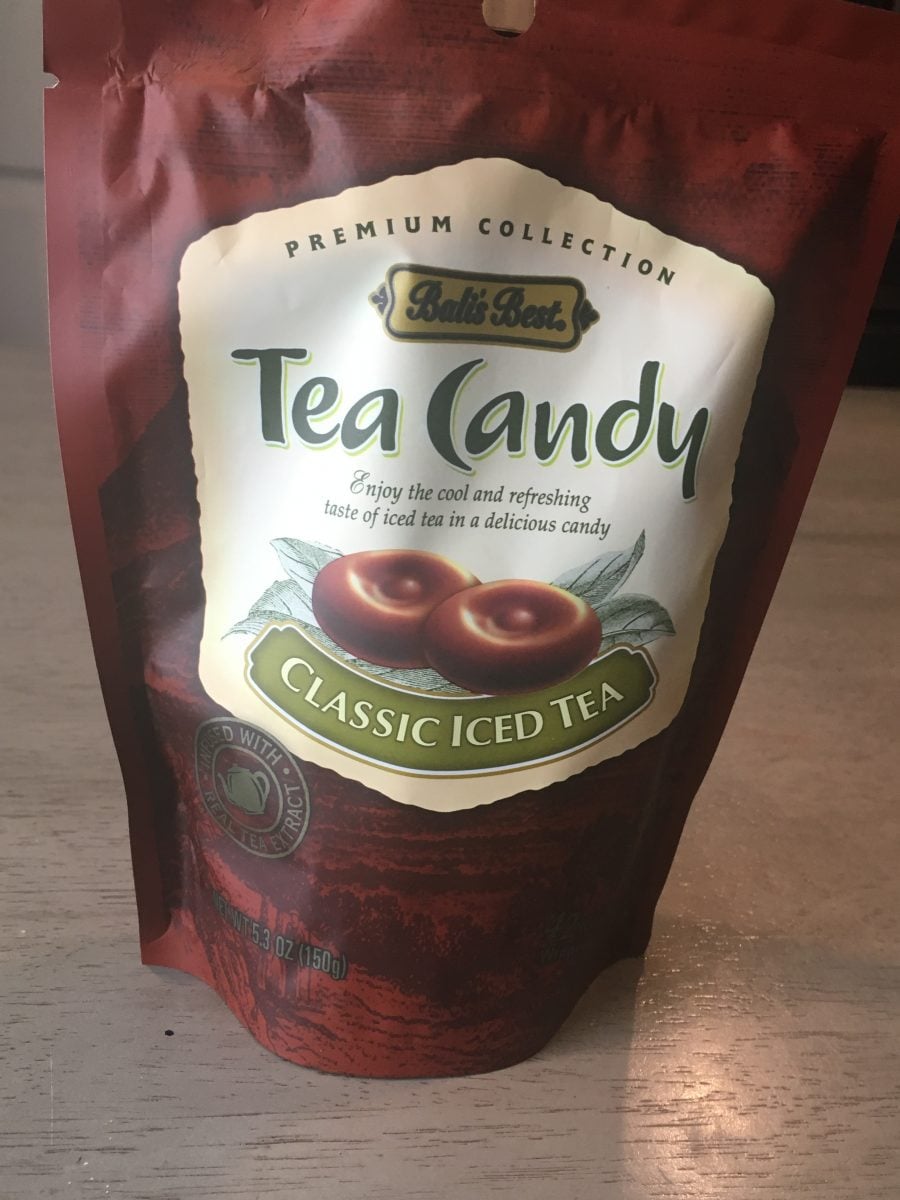 PREMIUM COLLECTION
Bali's Best.
Tea Candy
Enjoy the cool and refreshing
taste of iced tea in a delicious candy
CLASSIC ICED TEA
INFUSED WITH
REAL TEA EXTRACT
NET WT 5.3 OZ (150g)
42